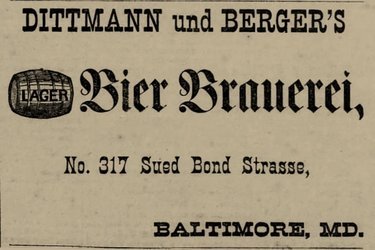 DITTMANN und BERGER'S
LAGER Bier Brauerei,
No. 317 Sued Bond Strasse,
BALTIMORE, MD.